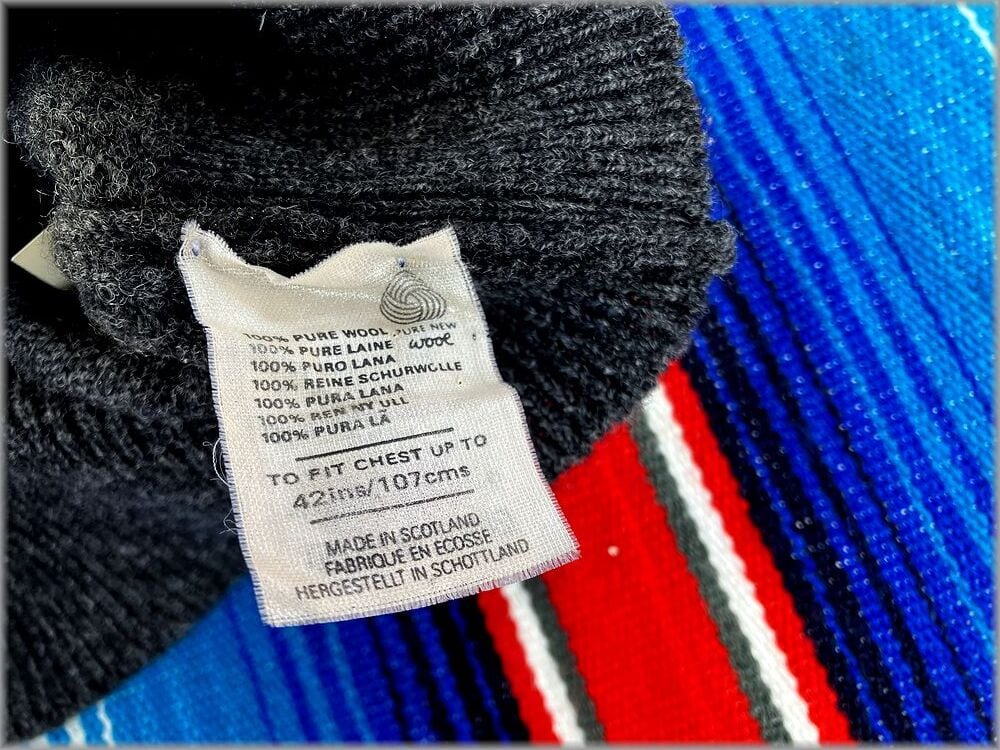 PURE NEW
wool
100% PURE WOOL
100% PURE LAINE
100% PURO LANA
100% REINE SCHURWOLLE
100% PURA LANA
100% REN NY ULL
100% PURA LÃ
TO FIT CHEST UP TO
42ins/107cms
MADE IN SCOTLAND
FABRIQUE EN ECOSSE
HERGESTELLT IN SCHOTTLAND